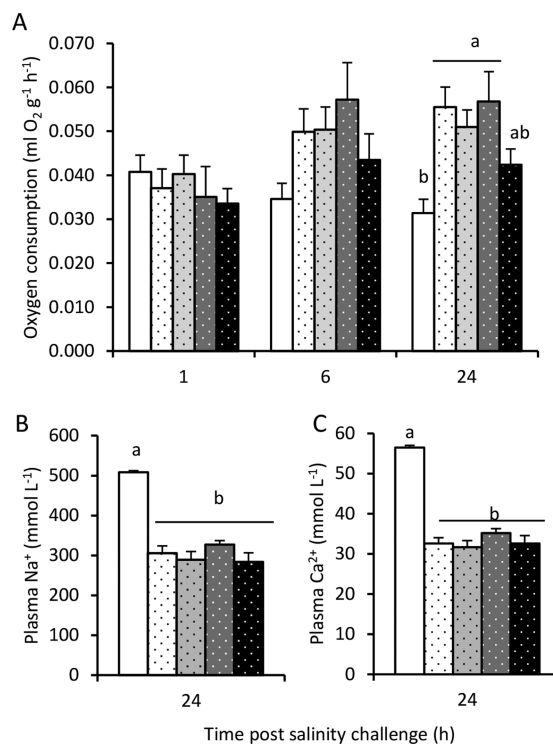 A
Oxygen consumption (ml O₂ g⁻¹ h⁻¹)
0.070
0.060
0.050
0.040
0.030
0.020
0.010
0.000
a
ab
b
1
6
24
B
Plasma Na⁺ (mmol L⁻¹)
600
500
400
300
200
100
0
a
b
24
C
Plasma Ca²⁺ (mmol L⁻¹)
60
50
40
30
20
10
0
a
b
24
Time post salinity challenge (h)